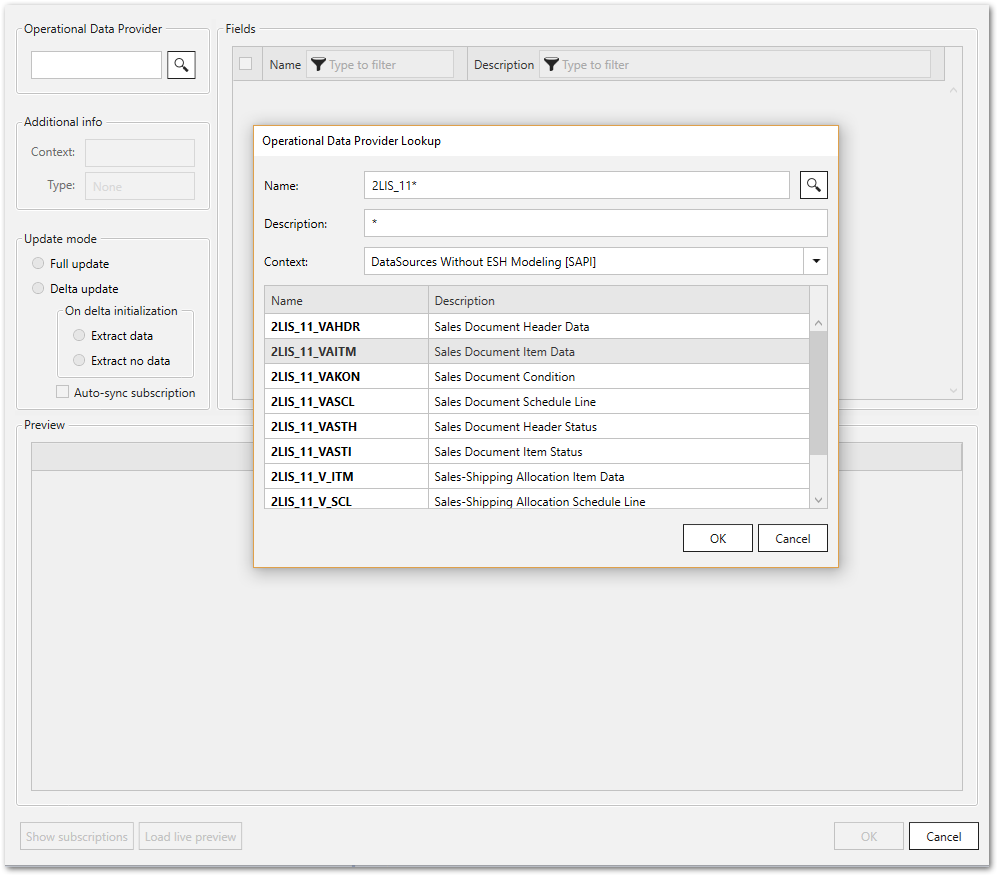 Operational Data Provider
Fields
Name Type to filter Description Type to filter
Additional info
Context:
Type: None
Update mode
Full update
Delta update
On delta initialization
Extract data
Extract no data
Auto-sync subscription
Preview
Operational Data Provider Lookup
Name: 2LIS_11*
Description: *
Context: DataSources Without ESH Modeling [SAPI]
Name Description
2LIS_11_VAHDR Sales Document Header Data
2LIS_11_VAITM Sales Document Item Data
2LIS_11_VAKON Sales Document Condition
2LIS_11_VASCL Sales Document Schedule Line
2LIS_11_VASTH Sales Document Header Status
2LIS_11_VASTI Sales Document Item Status
2LIS_11_V_ITM Sales-Shipping Allocation Item Data
2LIS_11_V_SCL Sales-Shipping Allocation Schedule Line
OK Cancel
Show subscriptions Load live preview OK Cancel